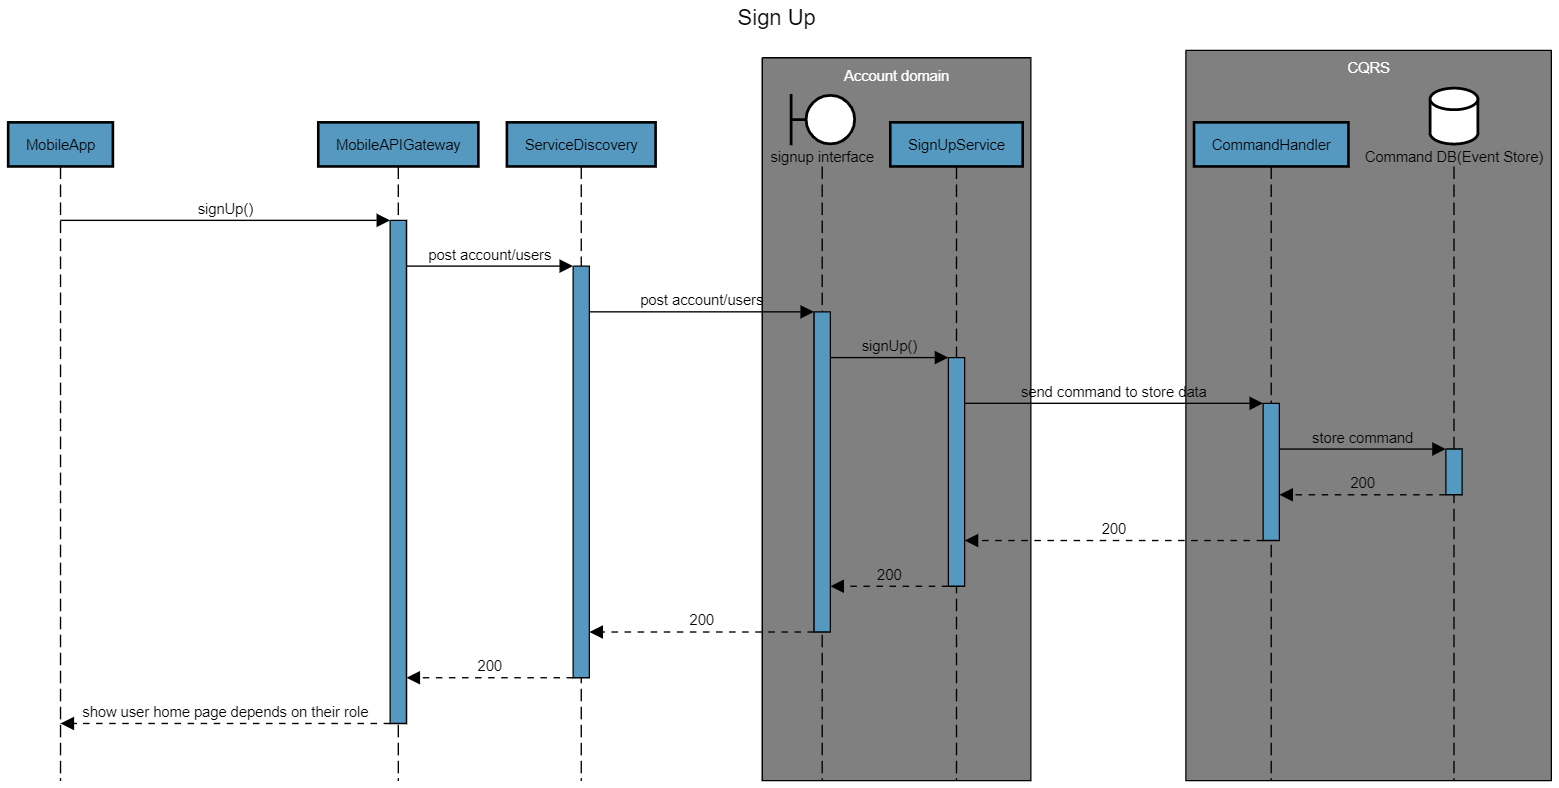 Sign Up
Account domain
CQRS
MobileApp
MobileAPIGateway
ServiceDiscovery
signup interface
SignUpService
CommandHandler
Command DB(Event Store)
signUp()
post account/users
post account/users
signUp()
send command to store data
store command
200
200
200
200
200
show user home page depends on their role